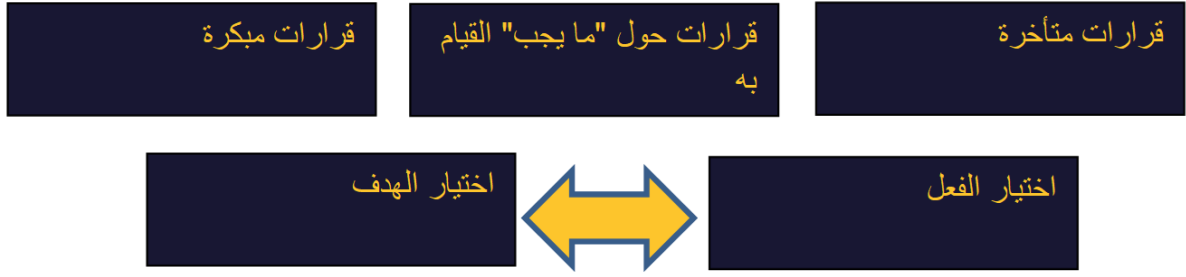 قرارات متأخرة
قرارات حول "ما يجب" القيام
به
قرارات مبكرة
اختيار الفعل
اختيار الهدف